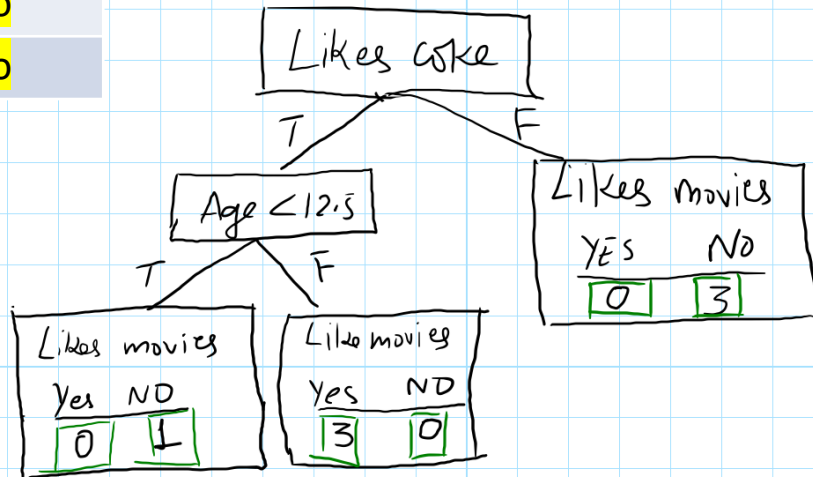 o
o
Likes coke
T F
Age <12.5
Likes movies
YES NO
0 3
T F
Likes movies
Yes NO
0 1
Like movies
Yes NO
3 0